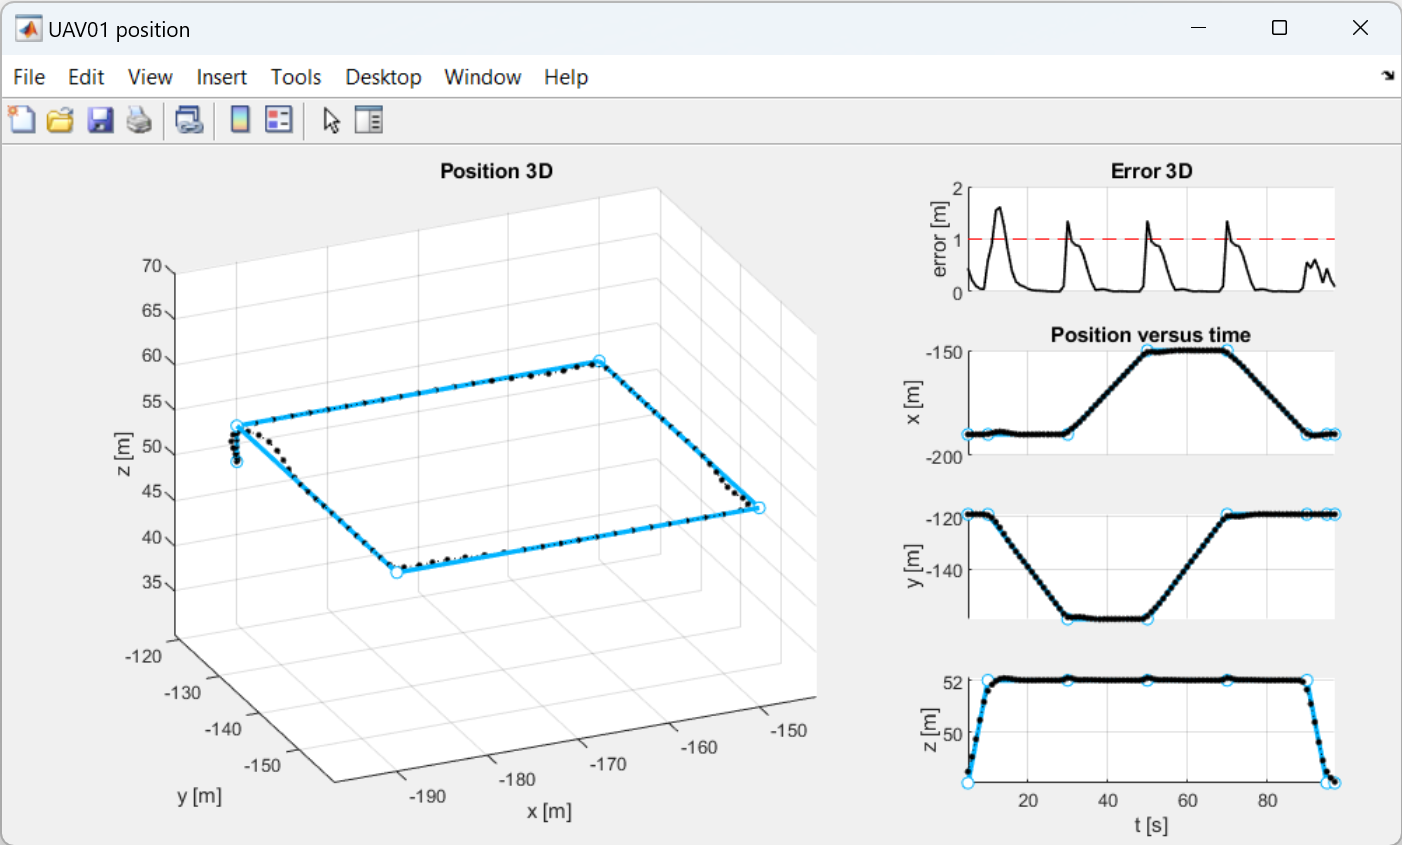 UAV01 position
File Edit View Insert Tools Desktop Window Help
Position 3D
70
65
60
55
50
45
40
35
z [m]
-120
-130
-140
-150
y [m]
-190
-180
-170
-160
-150
x [m]
Error 3D
2
1
0
error [m]
Position versus time
-150
-200
x [m]
-120
-140
y [m]
52
50
z [m]
20 40 60 80
t [s]